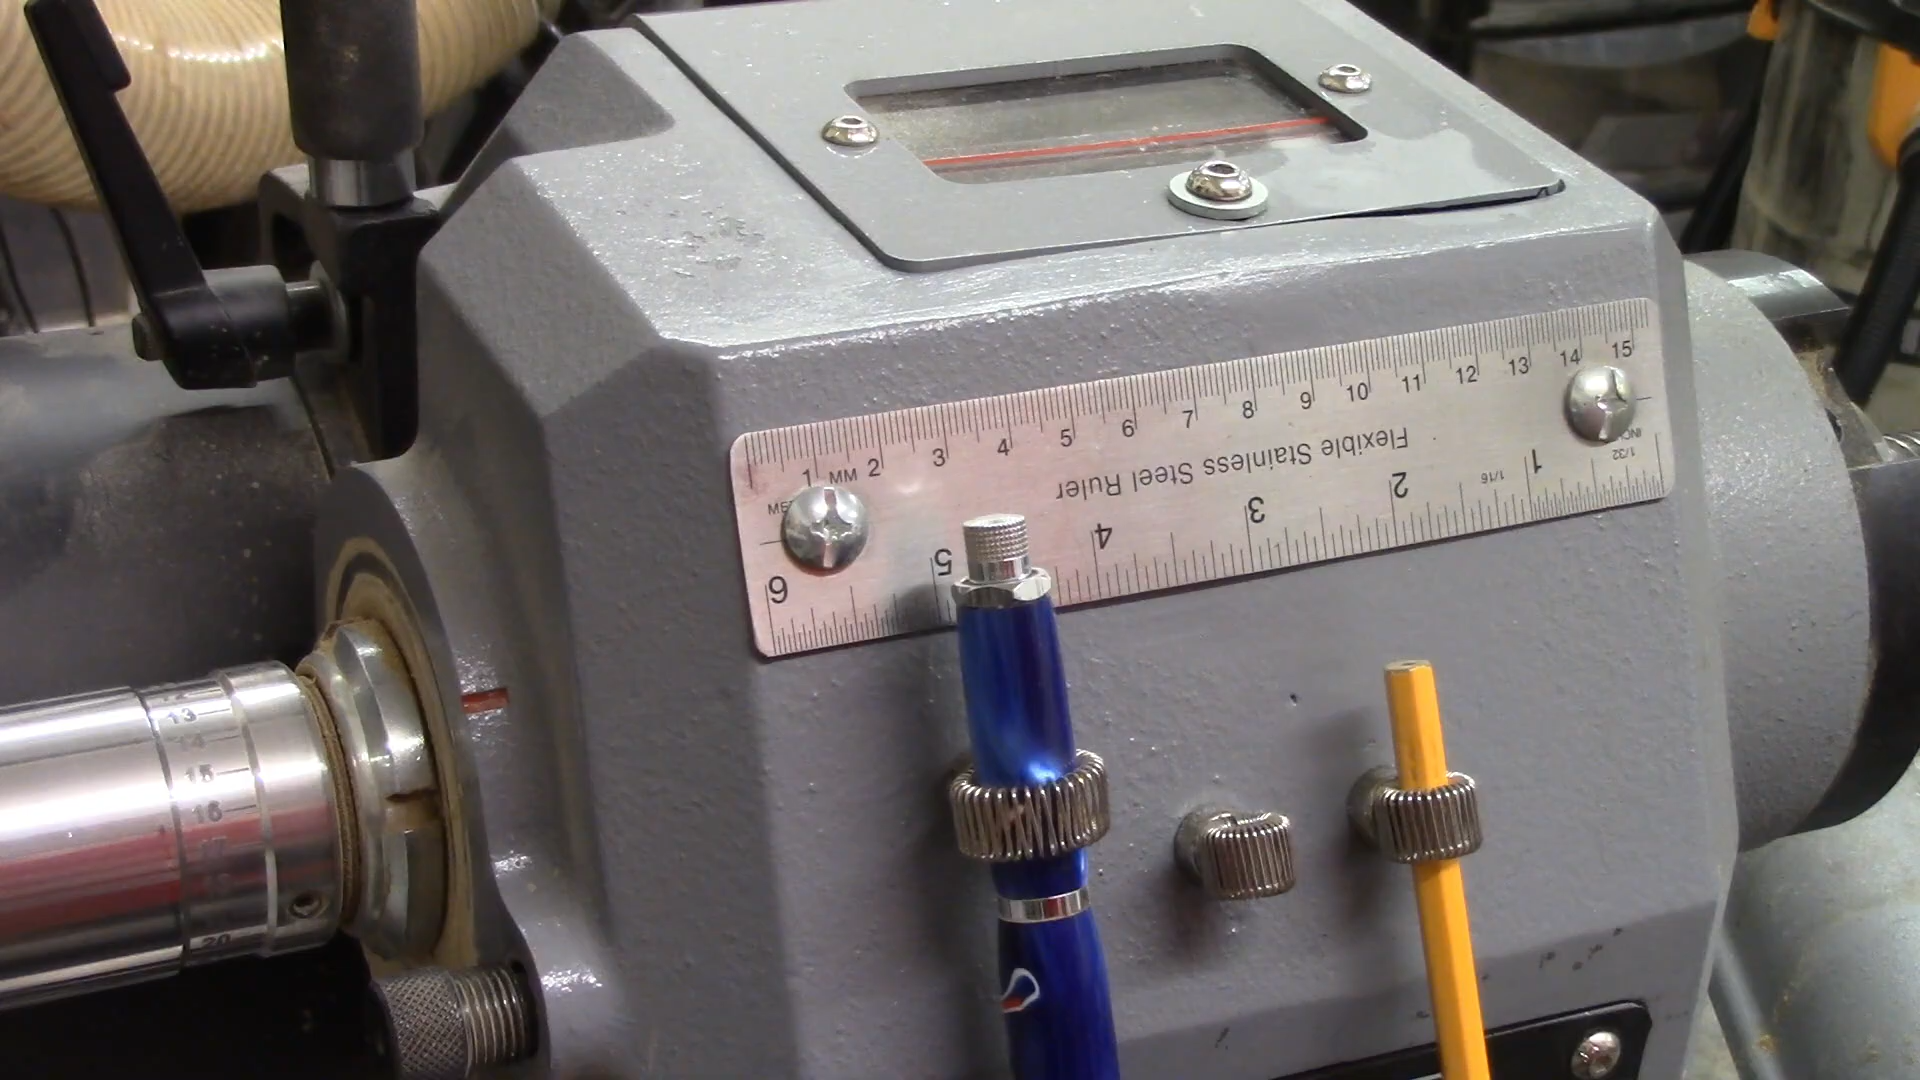 1 2 3 4 5 6 7 8 9 10 11 12 13 14 15
MM
Flexible Stainless Steel Ruler
1/32
1/16
1 2 3 4 5 6
13
14
15
16
20